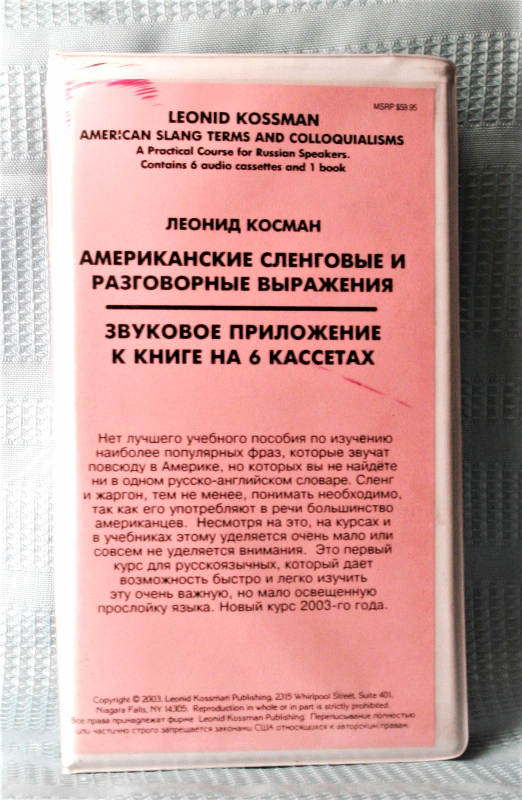 MSRP $59.95
LEONID KOSSMAN
AMERICAN SLANG TERMS AND COLLOQUIALISMS
A Practical Course for Russian Speakers.
Contains 6 audio cassettes and 1 book
ЛЕОНИД КОСМАН
АМЕРИКАНСКИЕ СЛЕНГОВЫЕ И
РАЗГОВОРНЫЕ ВЫРАЖЕНИЯ
ЗВУКОВОЕ ПРИЛОЖЕНИЕ
К КНИГЕ НА 6 КАССЕТАХ
Нет лучшего учебного пособия по изучению
наиболее популярных фраз, которые звучат
повсюду в Америке, но которых вы не найдёте
ни в одном русско-английском словаре. Сленг
и жаргон, тем не менее, понимать необходимо,
так как его употребляют в речи большинство
американцев. Несмотря на это, на курсах и
в учебниках этому уделяется очень мало или
совсем не уделяется внимания. Это первый
курс для русскоязычных, который дает
возможность быстро и легко изучить
эту очень важную, но мало освещенную
прослойку языка. Новый курс 2003-го года.
Copyright © 2003. Leonid Kossman Publishing. 2315 Whirlpool Street, Suite 401,
Niagara Falls, NY 14305. Reproduction in whole or in part is strictly prohibited.
Все права принадлежат фирме Leonid Kossman Publishing. Переписывание полностью
или частично строго запрещается законами США относящихся к авторским правам.